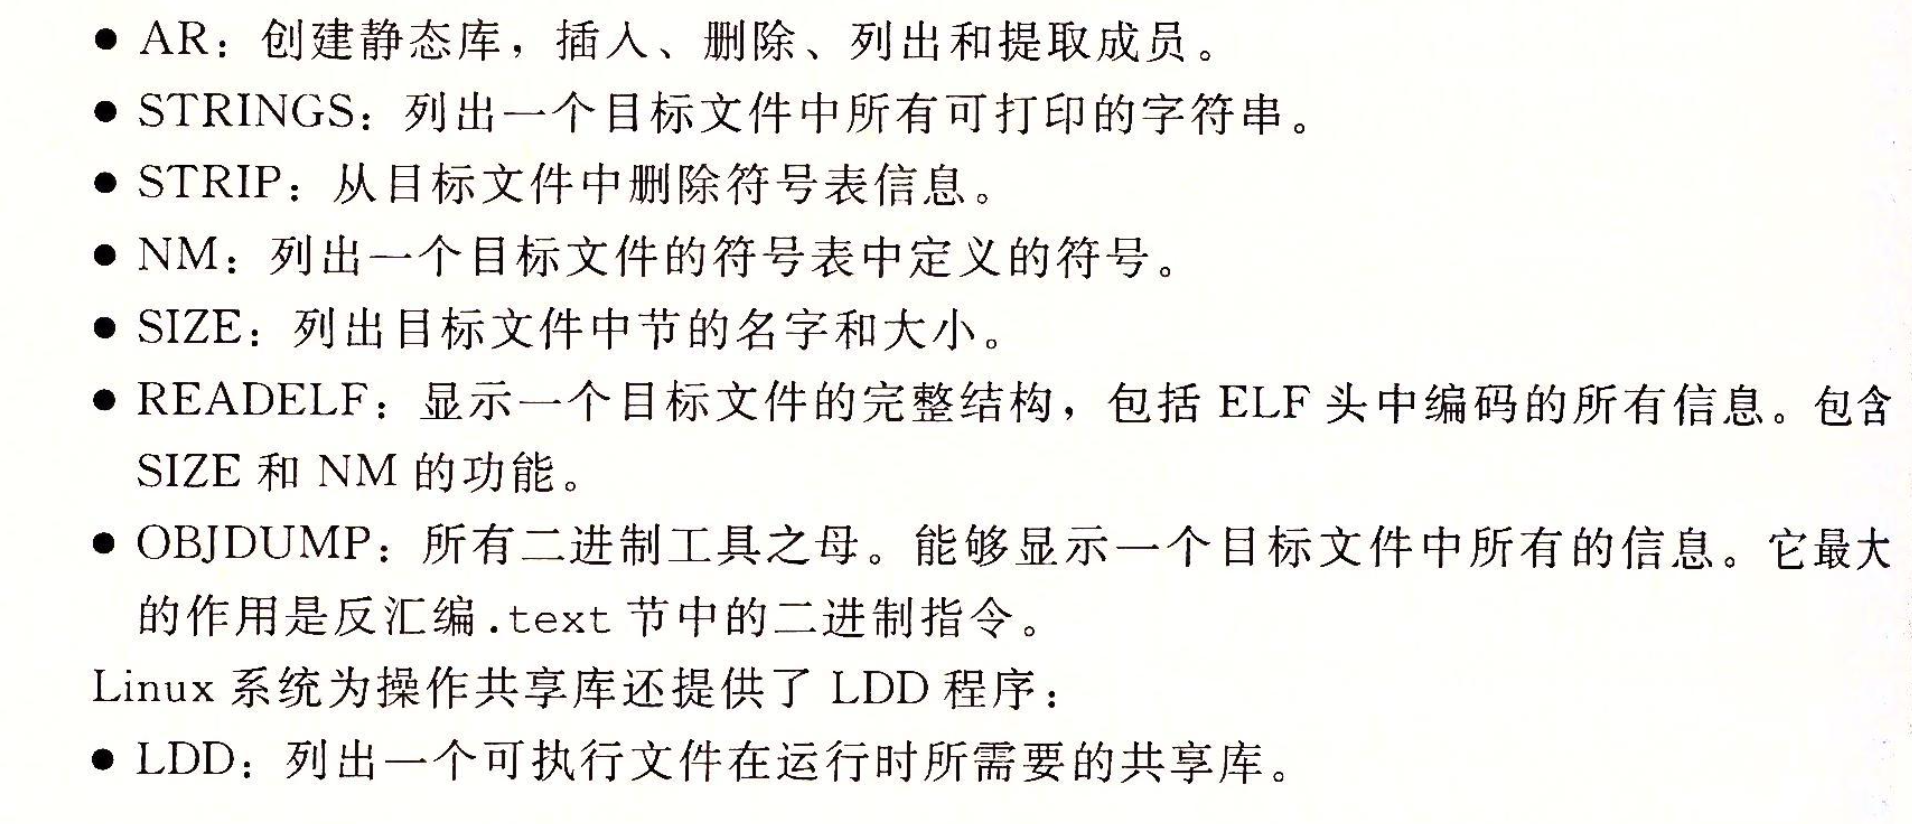 ● AR：创建静态库，插入、删除、列出和提取成员。
● STRINGS：列出一个目标文件中所有可打印的字符串。
● STRIP：从目标文件中删除符号表信息。
● NM：列出一个目标文件的符号表中定义的符号。
● SIZE：列出目标文件中节的名字和大小。
● READELF：显示一个目标文件的完整结构，包括 ELF 头中编码的所有信息。包含
SIZE 和 NM 的功能。
● OBJDUMP：所有二进制工具之母。能够显示一个目标文件中所有的信息。它最大
的作用是反汇编.text 节中的二进制指令。
Linux 系统为操作共享库还提供了 LDD 程序：
● LDD：列出一个可执行文件在运行时所需要的共享库。